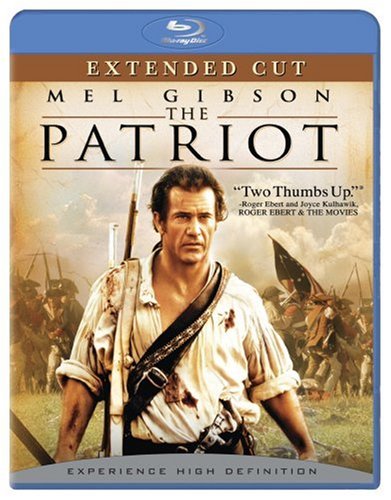 Blu-ray Disc
EXTENDED CUT
MEL GIBSON
THE
PATRIOT
“TWO THUMBS UP.”®
-Roger Ebert and Joyce Kulhawik,
ROGER EBERT & THE MOVIES
EXPERIENCE HIGH DEFINITION